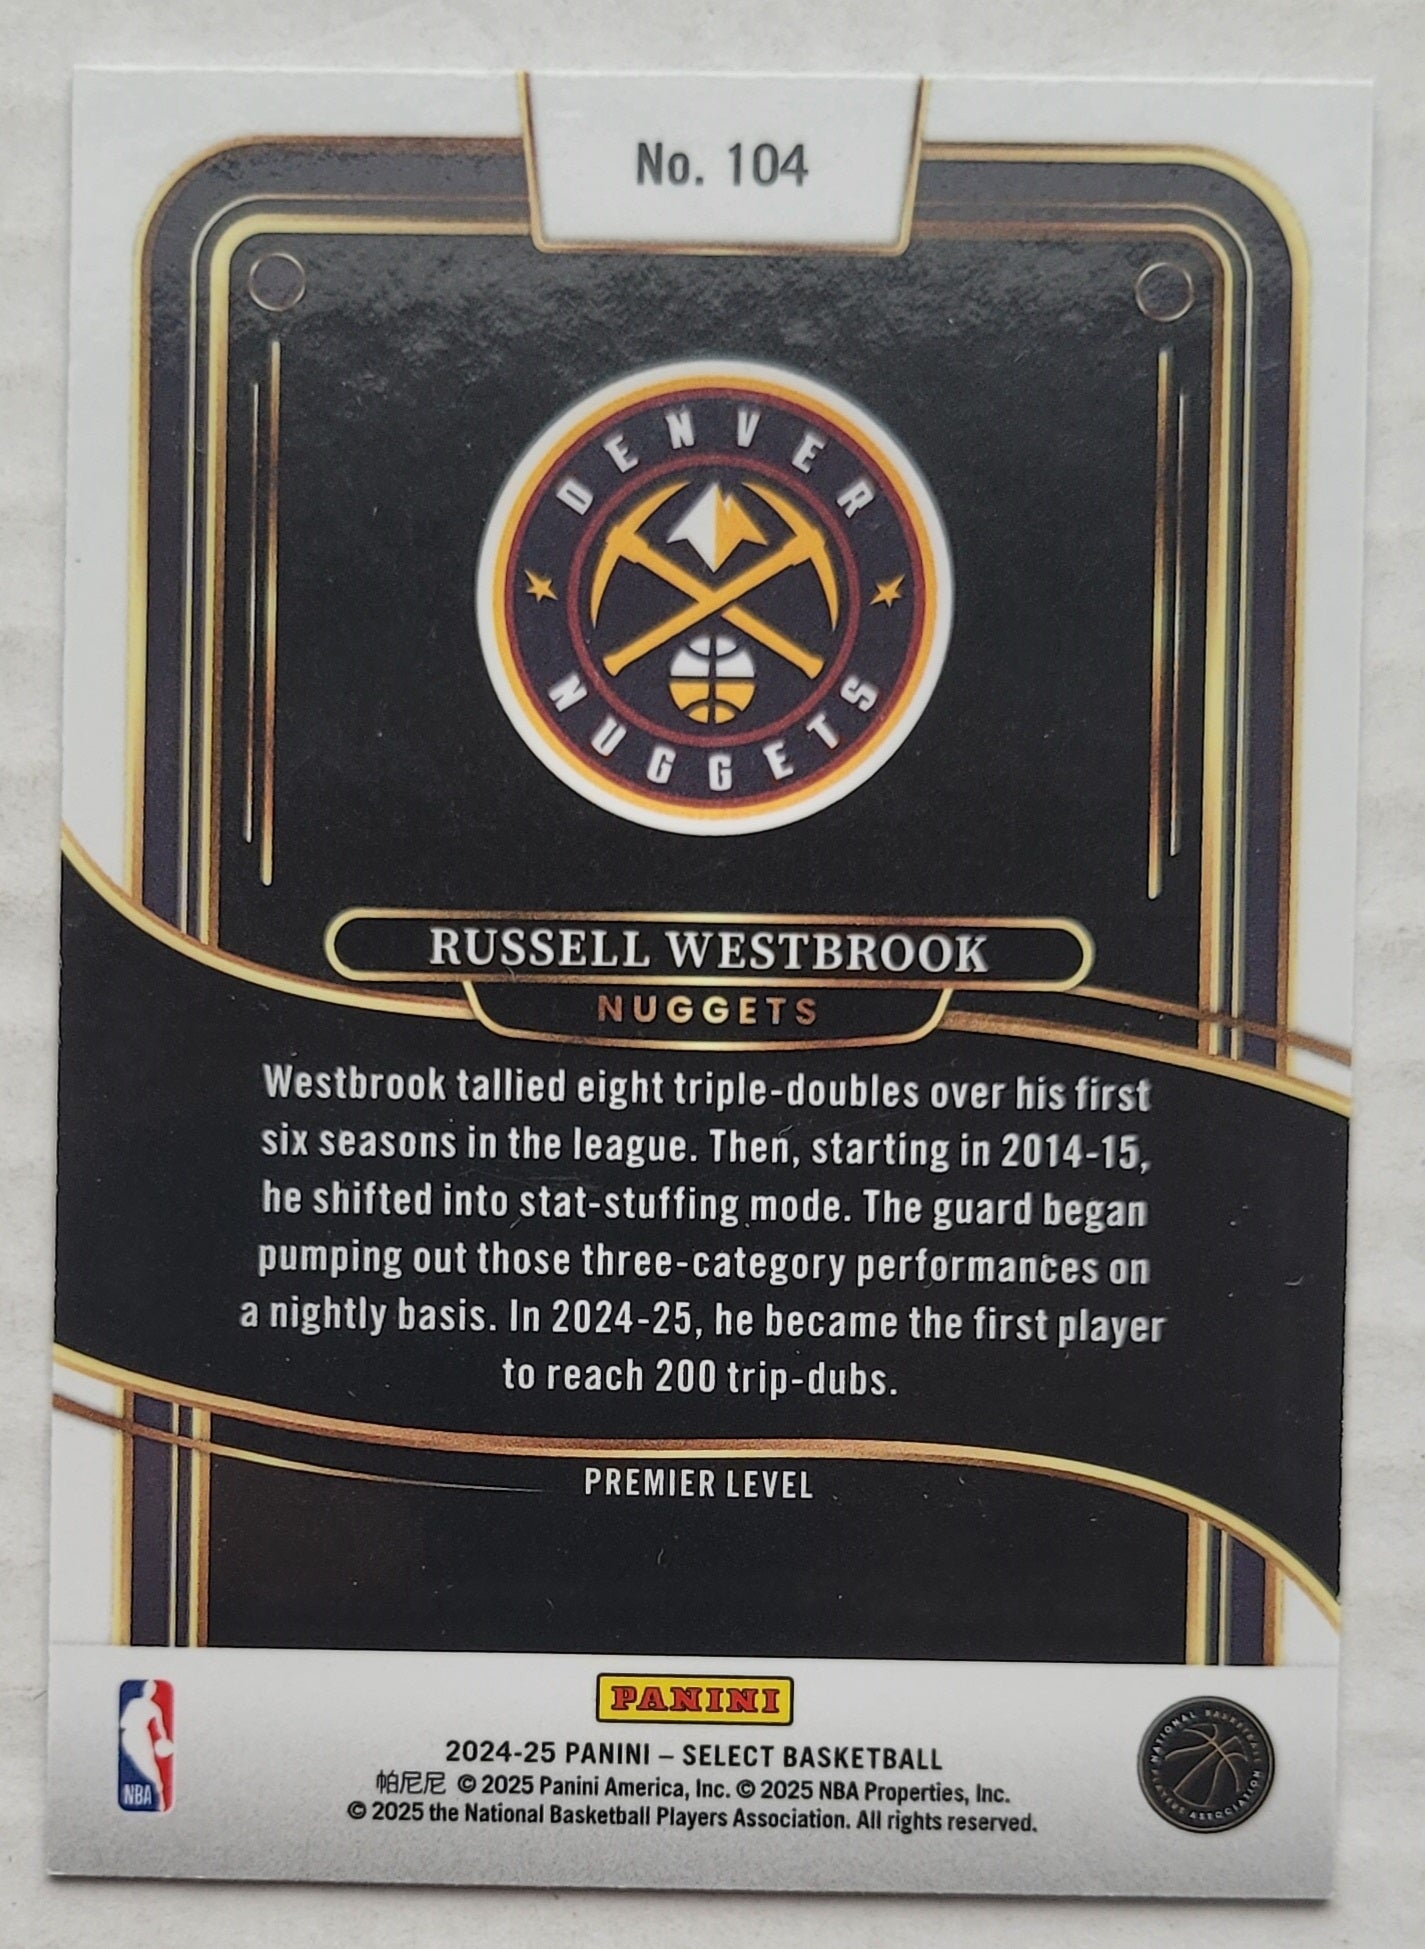 No. 104
DENVER
NUGGETS
RUSSELL WESTBROOK
NUGGETS
Westbrook tallied eight triple-doubles over his first
six seasons in the league. Then, starting in 2014-15,
he shifted into stat-stuffing mode. The guard began
pumping out those three-category performances on
a nightly basis. In 2024-25, he became the first player
to reach 200 trip-dubs.
PREMIER LEVEL
PANINI
2024-25 PANINI – SELECT BASKETBALL
帕尼尼 © 2025 Panini America, Inc. © 2025 NBA Properties, Inc.
© 2025 the National Basketball Players Association. All rights reserved.
NBA
NATIONAL BASKETBALL
PLAYERS ASSOCIATION